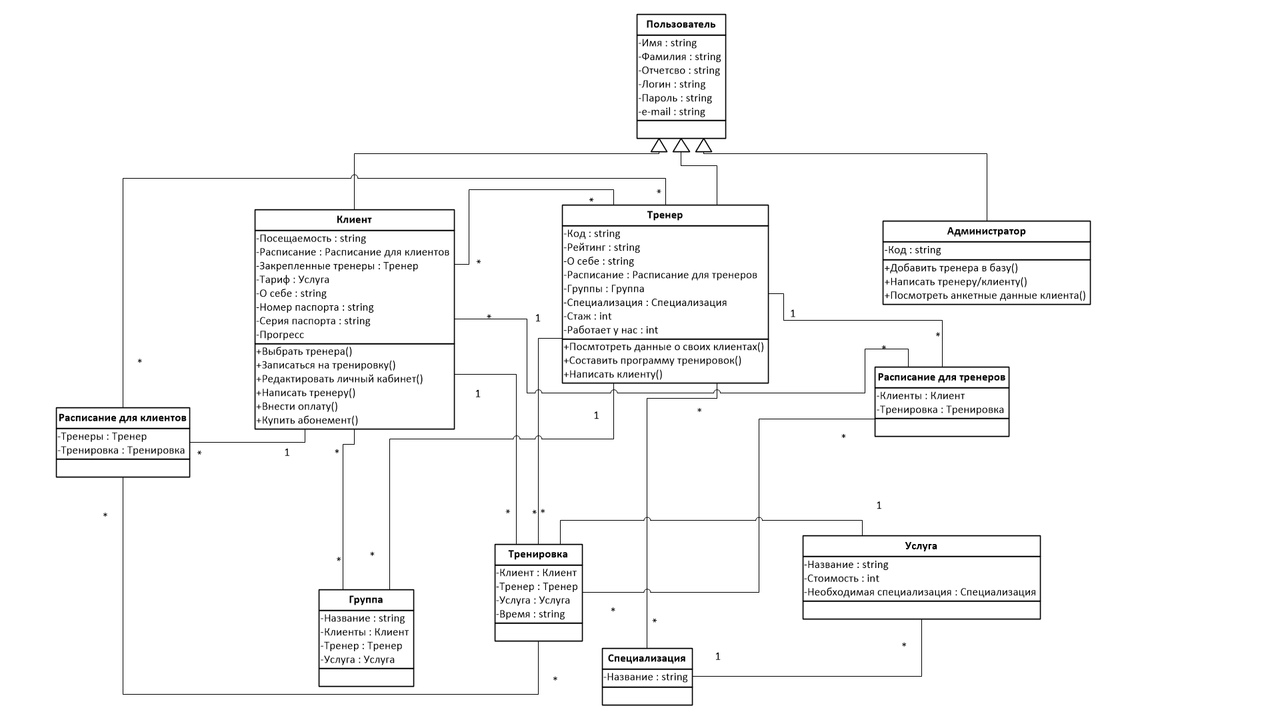 Пользователь
-Имя : string
-Фамилия : string
-Отчетсво : string
-Логин : string
-Пароль : string
-e-mail : string
Клиент
-Посещаемость : string
-Расписание : Расписание для клиентов
-Закрепленные тренеры : Тренер
-Тариф : Услуга
-О себе : string
-Номер паспорта : string
-Серия паспорта : string
-Прогресс
+Выбрать тренера()
+Записаться на тренировку()
+Редактировать личный кабинет()
+Написать тренеру()
+Внести оплату()
+Купить абонемент()
Тренер
-Код : string
-Рейтинг : string
-О себе : string
-Расписание : Расписание для тренеров
-Группы : Группа
-Специализация : Специализация
-Стаж : int
-Работает у нас : int
+Посмтотреть данные о своих клиентах()
+Составить программу тренировок()
+Написать клиенту()
Администратор
-Код : string
+Добавить тренера в базу()
+Написать тренеру/клиенту()
+Посмотреть анкетные данные клиента()
*
*
*
*
1
1
*
*
*
1
1
*
Расписание для тренеров
-Клиенты : Клиент
-Тренировка : Тренировка
Расписание для клиентов
-Тренеры : Тренер
-Тренировка : Тренировка
*
1
*
*
*
*
*
*
* *
1
Группа
-Название : string
-Клиенты : Клиент
-Тренер : Тренер
-Услуга : Услуга
Тренировка
-Клиент : Клиент
-Тренер : Тренер
-Услуга : Услуга
-Время : string
Услуга
-Название : string
-Стоимость : int
-Необходимая специализация : Специализация
*
*
*
1
*
Специализация
-Название : string